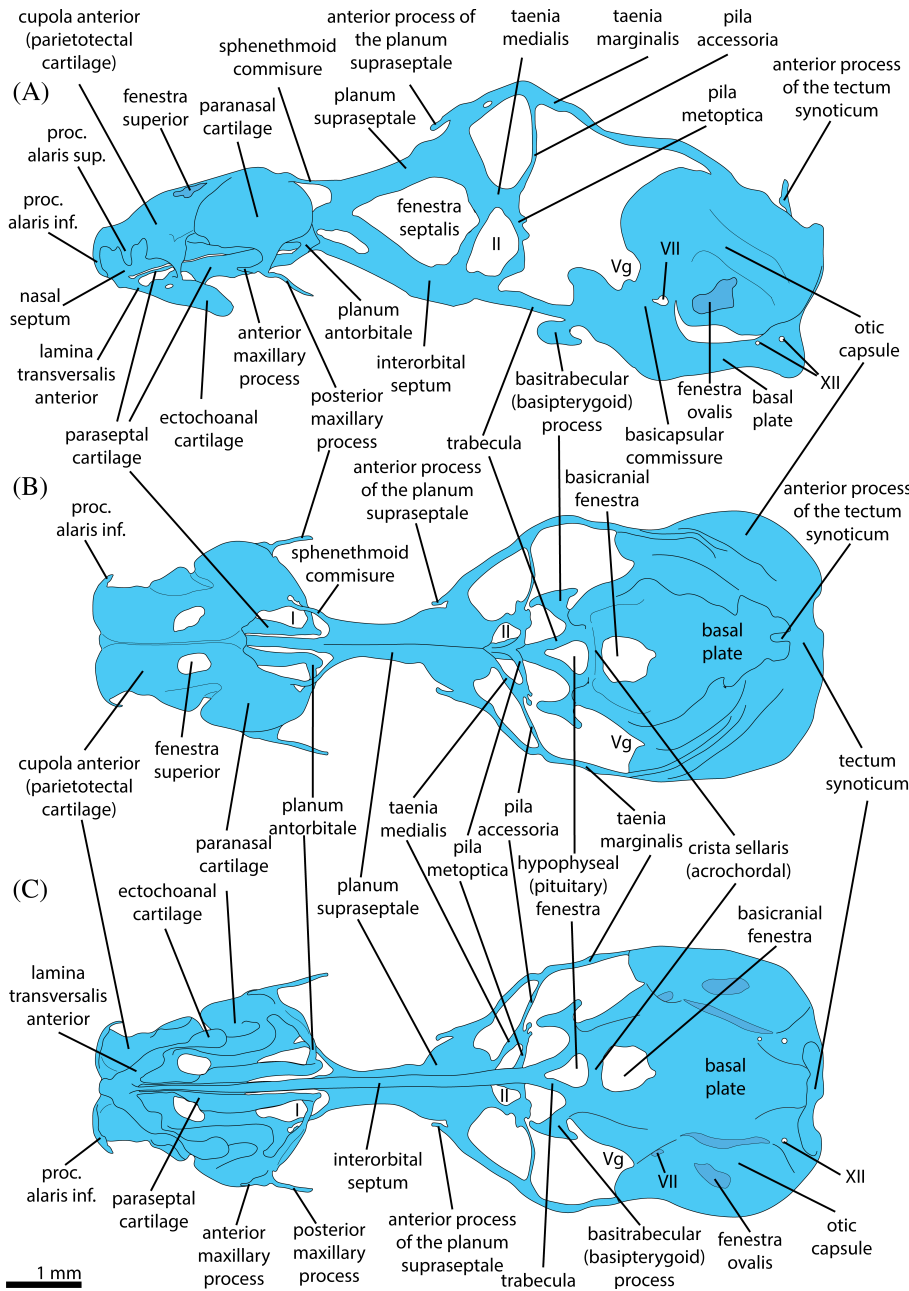 cupola anterior
(parietotectal
cartilage)
sphenethmoid
commisure
anterior process of
the planum
supraseptale
taenia
medialis
taenia
marginalis
pila
accessoria
anterior process
of the tectum
synoticum
(A)
fenestra
superior
paranasal
cartilage
planum
supraseptale
pila
metoptica
proc.
alaris sup.
proc.
alaris inf.
fenestra
septalis
II
Vg
VII
nasal
septum
lamina
transversalis
anterior
ectochoanal
cartilage
anterior
maxillary
process
planum
antorbitale
posterior
maxillary
process
interorbital
septum
basitrabecular
(basipterygoid)
process
fenestra
ovalis
basal
plate
XII
otic
capsule
paraseptal
cartilage
trabecula
basicapsular
commissure
(B)
proc.
alaris inf.
anterior process
of the planum
supraseptale
basicranial
fenestra
anterior process
of the tectum
synoticum
sphenethmoid
commisure
I
II
basal
plate
Vg
fenestra
superior
cupola anterior
(parietotectal
cartilage)
planum
antorbitale
taenia
medialis
pila
accessoria
taenia
marginalis
tectum
synoticum
paranasal
cartilage
pila
metoptica
hypophyseal
(pituitary)
fenestra
crista sellaris
(acrochordal)
(C)
ectochoanal
cartilage
planum
supraseptale
basicranial
fenestra
lamina
transversalis
anterior
basal
plate
I
II
Vg
VII
XII
proc.
alaris inf.
paraseptal
cartilage
interorbital
septum
anterior
maxillary
process
posterior
maxillary
process
anterior process
of the planum
supraseptale
trabecula
basitrabecular
(basipterygoid)
process
fenestra
ovalis
otic
capsule
1 mm